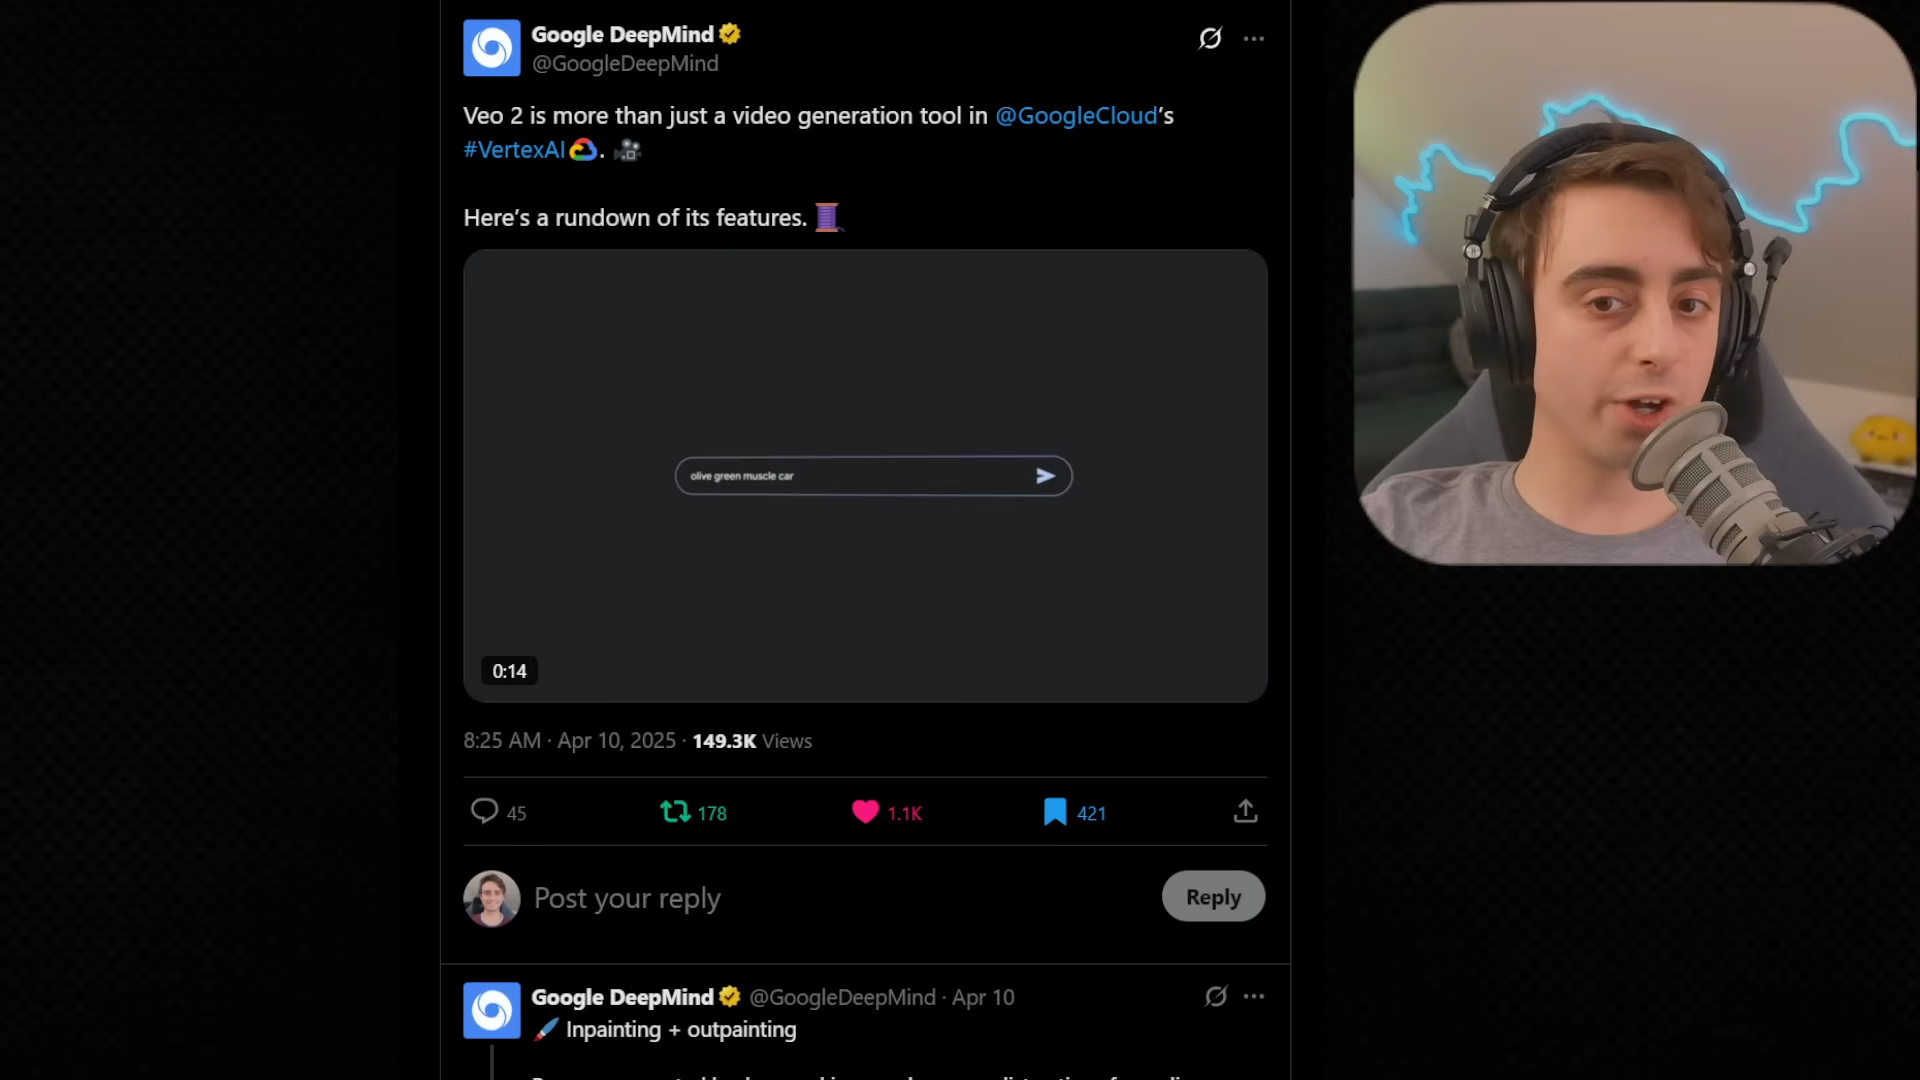 Google DeepMind
@GoogleDeepMind
Veo 2 is more than just a video generation tool in @GoogleCloud’s
#VertexAI.
Here’s a rundown of its features.
olive green muscle car
0:14
8:25 AM · Apr 10, 2025 · 149.3K Views
45 178 1.1K 421
Post your reply
Reply
Google DeepMind @GoogleDeepMind · Apr 10
Inpainting + outpainting